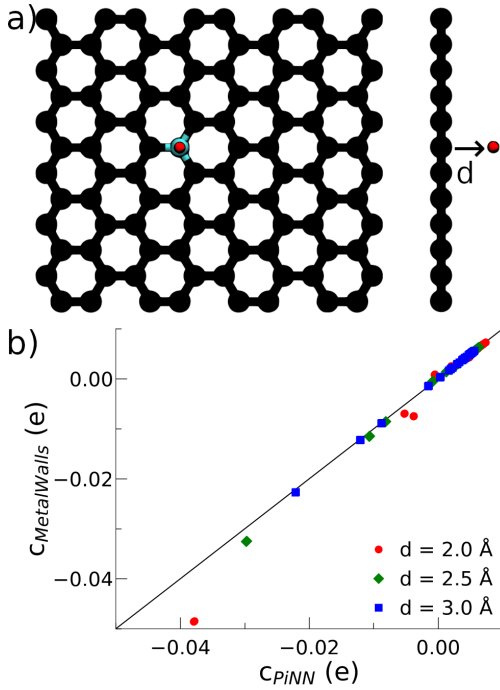 a)
d
b)
c_MetalWalls (e)
0.00
−0.02
−0.04
d = 2.0 Å
d = 2.5 Å
d = 3.0 Å
−0.04 −0.02 0.00
c_PiNN (e)